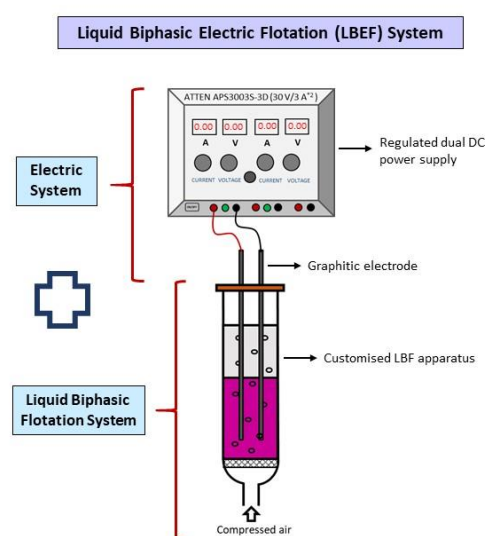 Liquid Biphasic Electric Flotation (LBEF) System
ATTEN APS3003S-3D (30 V/3 A*2)
0.00 0.00 0.00 0.00
A V A V
CURRENT VOLTAGE CURRENT VOLTAGE
Regulated dual DC
power supply
Electric
System
Graphitic electrode
Customised LBF apparatus
Liquid Biphasic
Flotation System
Compressed air